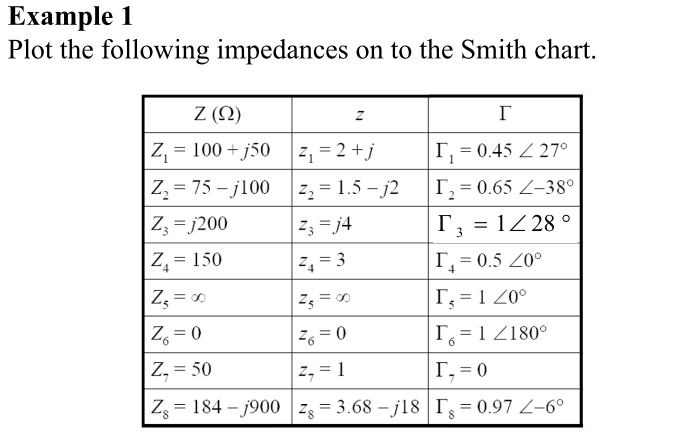 Example 1
Plot the following impedances on to the Smith chart.
Z (Ω) z Γ
Z₁ = 100 + j50 z₁ = 2 + j Γ₁ = 0.45 ∠ 27°
Z₂ = 75 – j100 z₂ = 1.5 – j2 Γ₂ = 0.65 ∠–38°
Z₃ = j200 z₃ = j4 Γ₃ = 1∠ 28 °
Z₄ = 150 z₄ = 3 Γ₄ = 0.5 ∠0°
Z₅ = ∞ z₅ = ∞ Γ₅ = 1 ∠0°
Z₆ = 0 z₆ = 0 Γ₆ = 1 ∠180°
Z₇ = 50 z₇ = 1 Γ₇ = 0
Z₈ = 184 – j900 z₈ = 3.68 – j18 Γ₈ = 0.97 ∠–6°